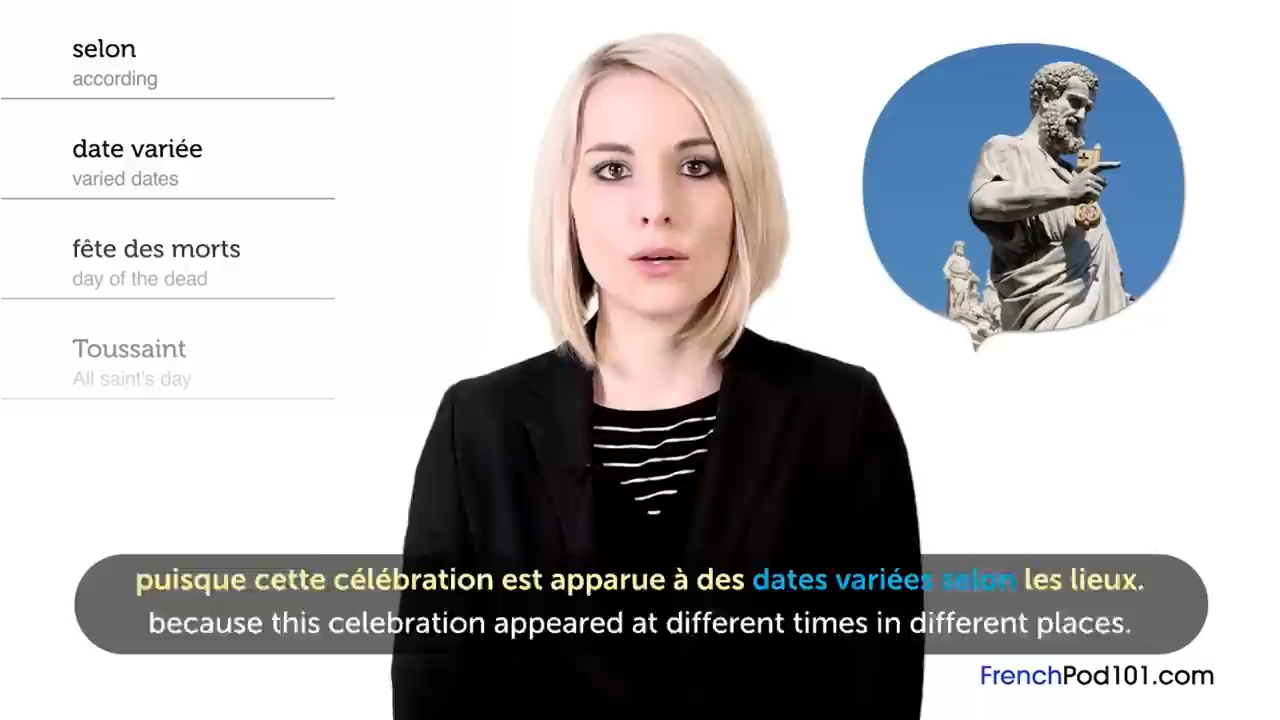 selon
according
date variée
varied dates
fête des morts
day of the dead
Toussaint
All saint's day
puisque cette célébration est apparue à des dates variées selon les lieux.
because this celebration appeared at different times in different places.
FrenchPod101.com